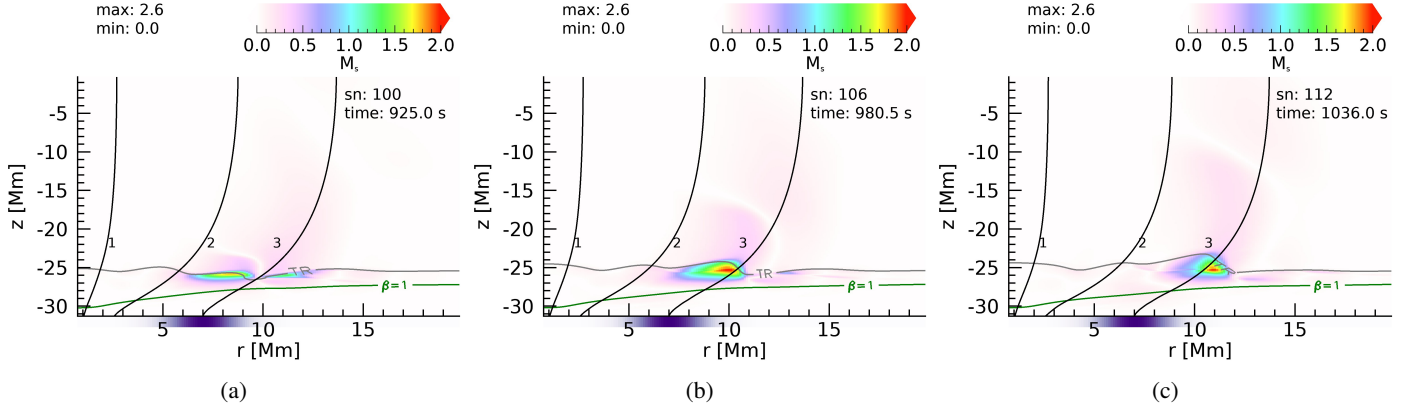 max: 2.6
min: 0.0
0.0 0.5 1.0 1.5 2.0
Ms
sn: 100
time: 925.0 s
-5
-10
-15
-20
-25
-30
z [Mm]
1 2 3
TR
β=1
5 10 15
r [Mm]
(a)
max: 2.6
min: 0.0
0.0 0.5 1.0 1.5 2.0
Ms
sn: 106
time: 980.5 s
-5
-10
-15
-20
-25
-30
z [Mm]
1 2 3
TR
β=1
5 10 15
r [Mm]
(b)
max: 2.6
min: 0.0
0.0 0.5 1.0 1.5 2.0
Ms
sn: 112
time: 1036.0 s
-5
-10
-15
-20
-25
-30
z [Mm]
1 2 3
β=1
5 10 15
r [Mm]
(c)